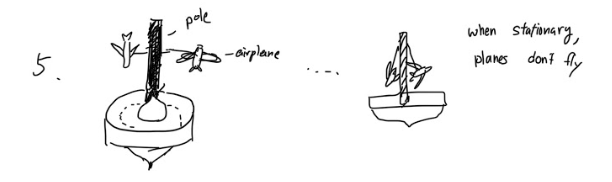 5.
pole
airplane
....
when stationary,
planes don't fly